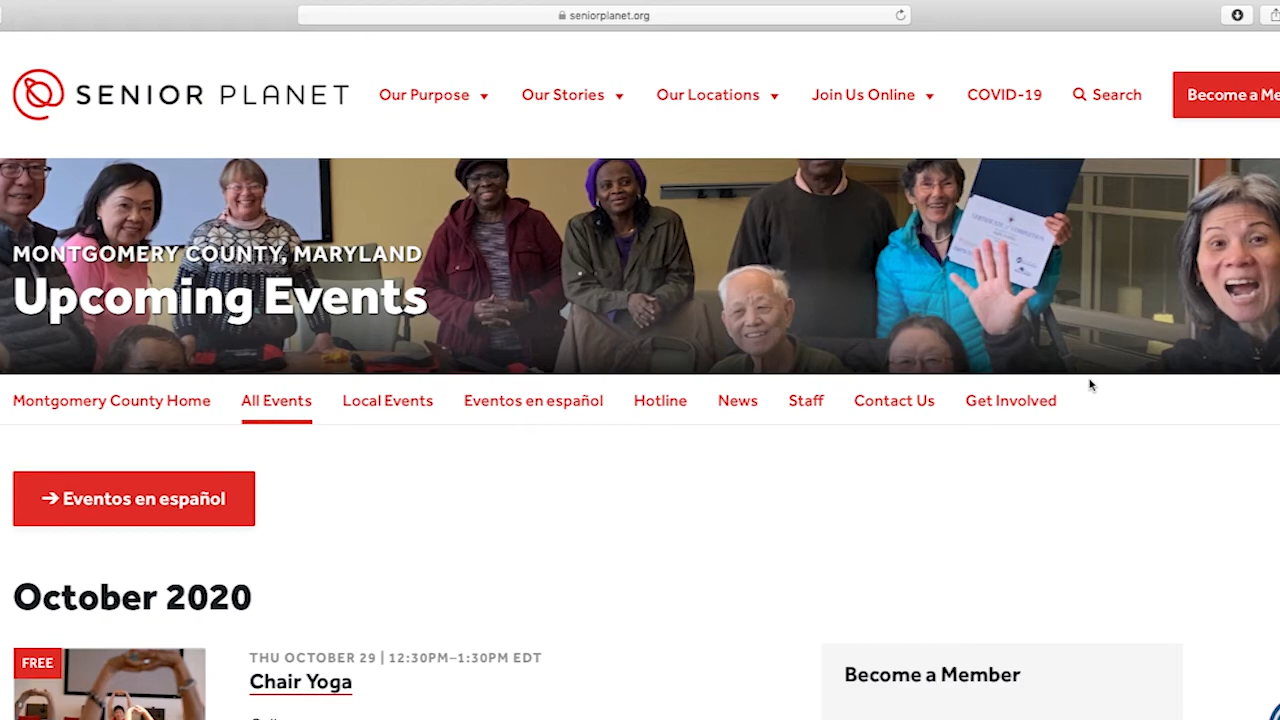 seniorplanet.org
SENIOR PLANET
Our Purpose
Our Stories
Our Locations
Join Us Online
COVID-19
Search
Become a Me
MONTGOMERY COUNTY, MARYLAND
Upcoming Events
CERTIFICATE of COMPLETION
Montgomery County Home
All Events
Local Events
Eventos en español
Hotline
News
Staff
Contact Us
Get Involved
➔ Eventos en español
October 2020
FREE
THU OCTOBER 29 | 12:30PM–1:30PM EDT
Chair Yoga
Become a Member